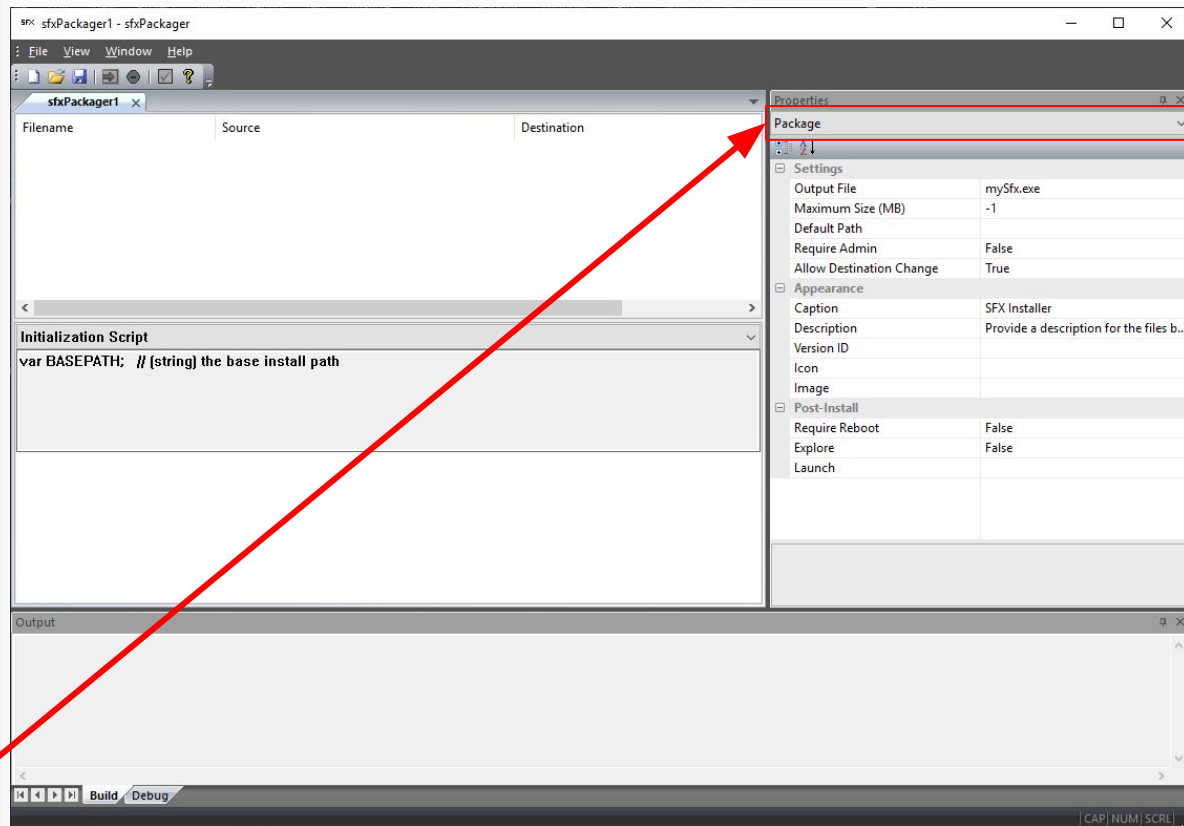 SFX sfxPackager1 - sfxPackager
File View Window Help
sfxPackager1
Filename Source Destination
Initialization Script
var BASEPATH; // (string) the base install path
Properties
Package
Settings
Output File mySfx.exe
Maximum Size (MB) -1
Default Path
Require Admin False
Allow Destination Change True
Appearance
Caption SFX Installer
Description Provide a description for the files b...
Version ID
Icon
Image
Post-Install
Require Reboot False
Explore False
Launch
Output
Build Debug
CAP NUM SCRL